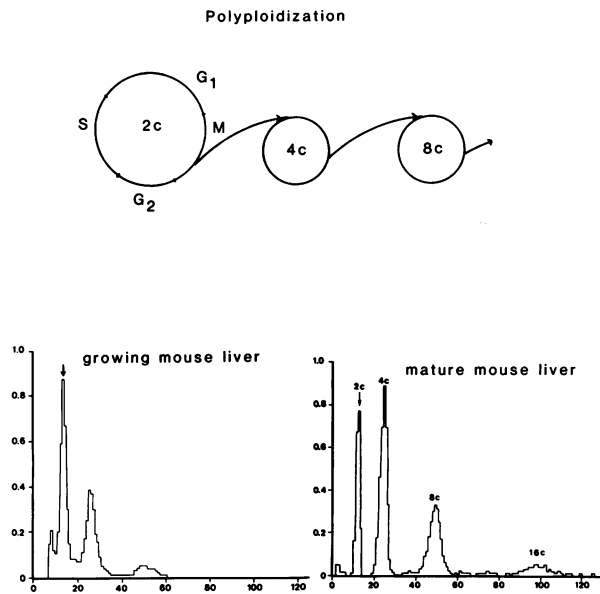 Polyploidization
G1
S
2c
M
4c
8c
G2
growing mouse liver
1.0
0.8
0.6
0.4
0.2
0
0 20 40 60 80 100 120
mature mouse liver
1.0
2c
4c
0.8
0.6
0.4
8c
0.2
16c
0
0 20 40 60 80 100 120